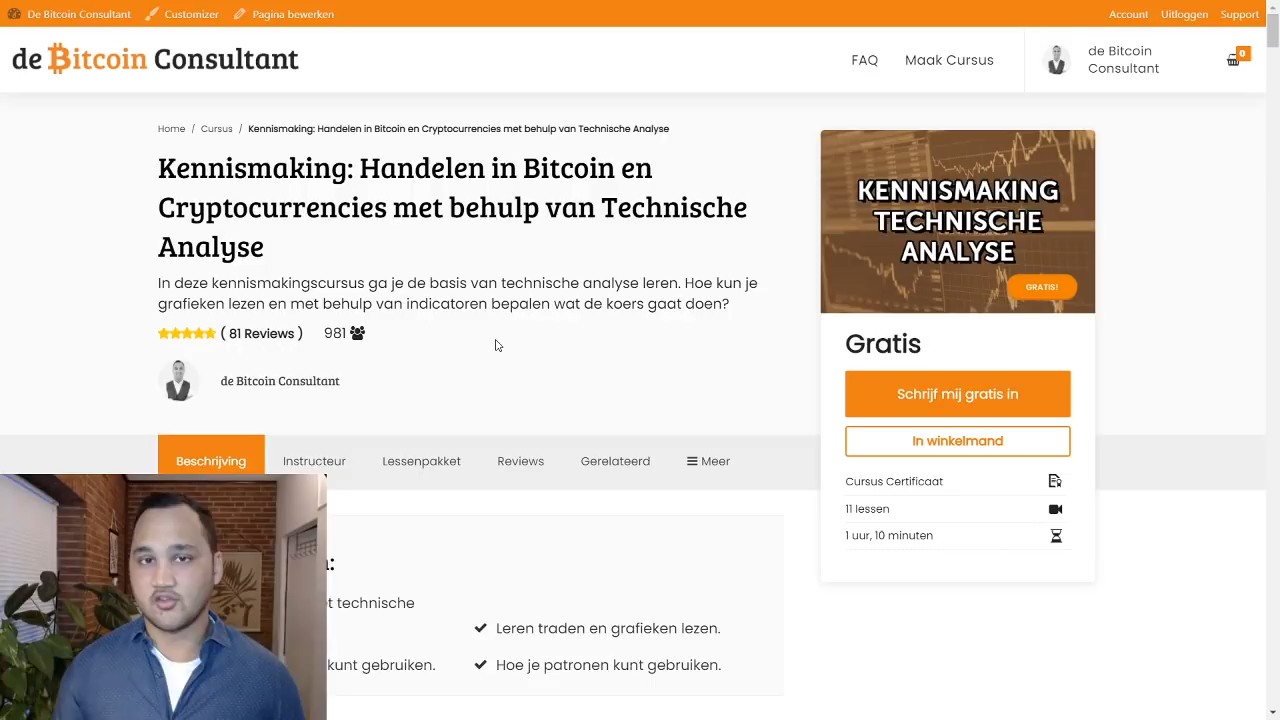 De Bitcoin Consultant
Customizer
Pagina bewerken
Account
Uitloggen
Support
de Bitcoin Consultant
FAQ
Maak Cursus
de Bitcoin
Consultant
0
Home / Cursus / Kennismaking: Handelen in Bitcoin en Cryptocurrencies met behulp van Technische Analyse
Kennismaking: Handelen in Bitcoin en
Cryptocurrencies met behulp van Technische
Analyse
In deze kennismakingscursus ga je de basis van technische analyse leren. Hoe kun je
grafieken lezen en met behulp van indicatoren bepalen wat de koers gaat doen?
( 81 Reviews )
981
de Bitcoin Consultant
KENNISMAKING
TECHNISCHE
ANALYSE
GRATIS!
Gratis
Schrijf mij gratis in
In winkelmand
Cursus Certificaat
11 lessen
1 uur, 10 minuten
Beschrijving
Instructeur
Lessenpakket
Reviews
Gerelateerd
Meer
technische
Leren traden en grafieken lezen.
kunt gebruiken.
Hoe je patronen kunt gebruiken.